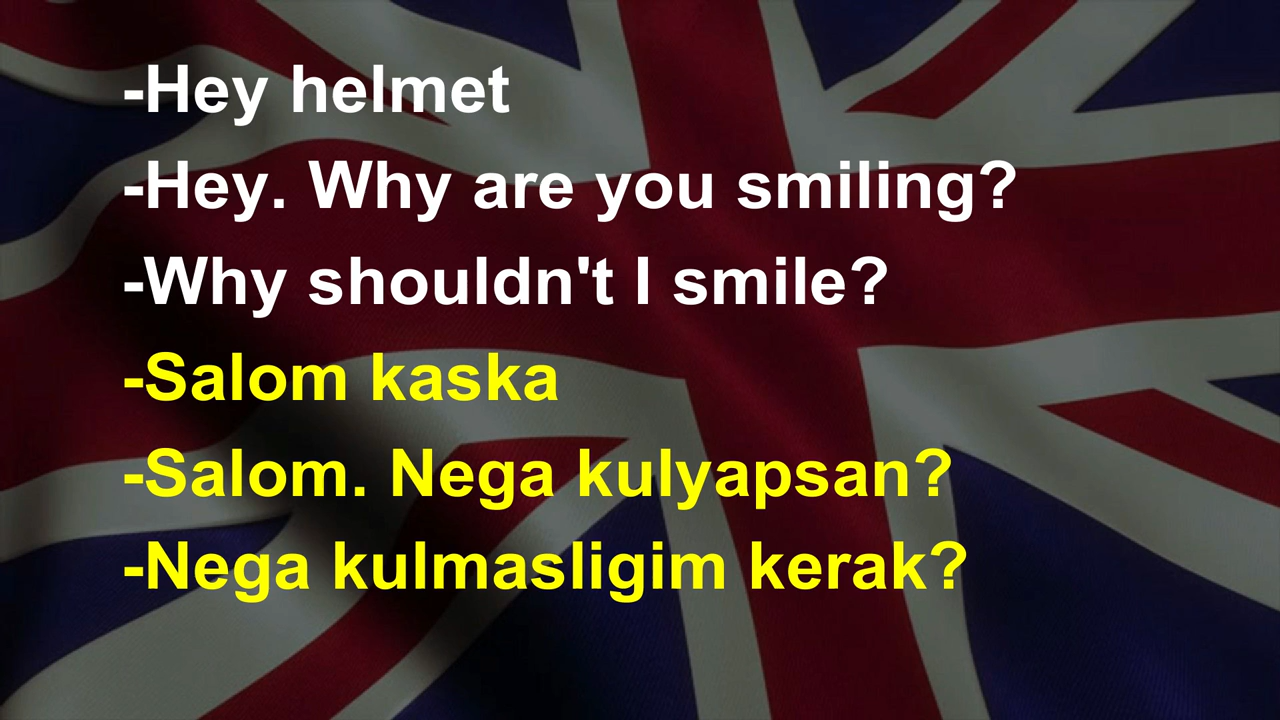 -Hey helmet
-Hey. Why are you smiling?
-Why shouldn't I smile?
-Salom kaska
-Salom. Nega kulyapsan?
-Nega kulmasligim kerak?